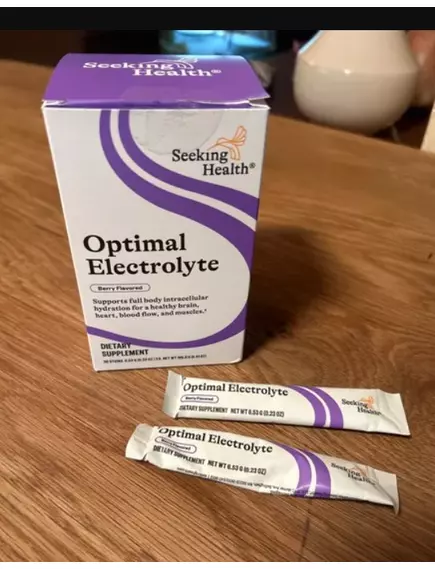 Seeking
Health®
Seeking
Health®
Optimal
Electrolyte
Berry Flavored
Supports full body intracellular
hydration for a healthy brain,
heart, blood flow, and muscles.*
DIETARY
SUPPLEMENT
Optimal Electrolyte
Berry Flavored
DIETARY SUPPLEMENT NET WT 6.53 G (0.23 OZ)
Seeking
Health®
Optimal Electrolyte
Berry Flavored
DIETARY SUPPLEMENT NET WT 6.53 G (0.23 OZ)
Seeking
Health®